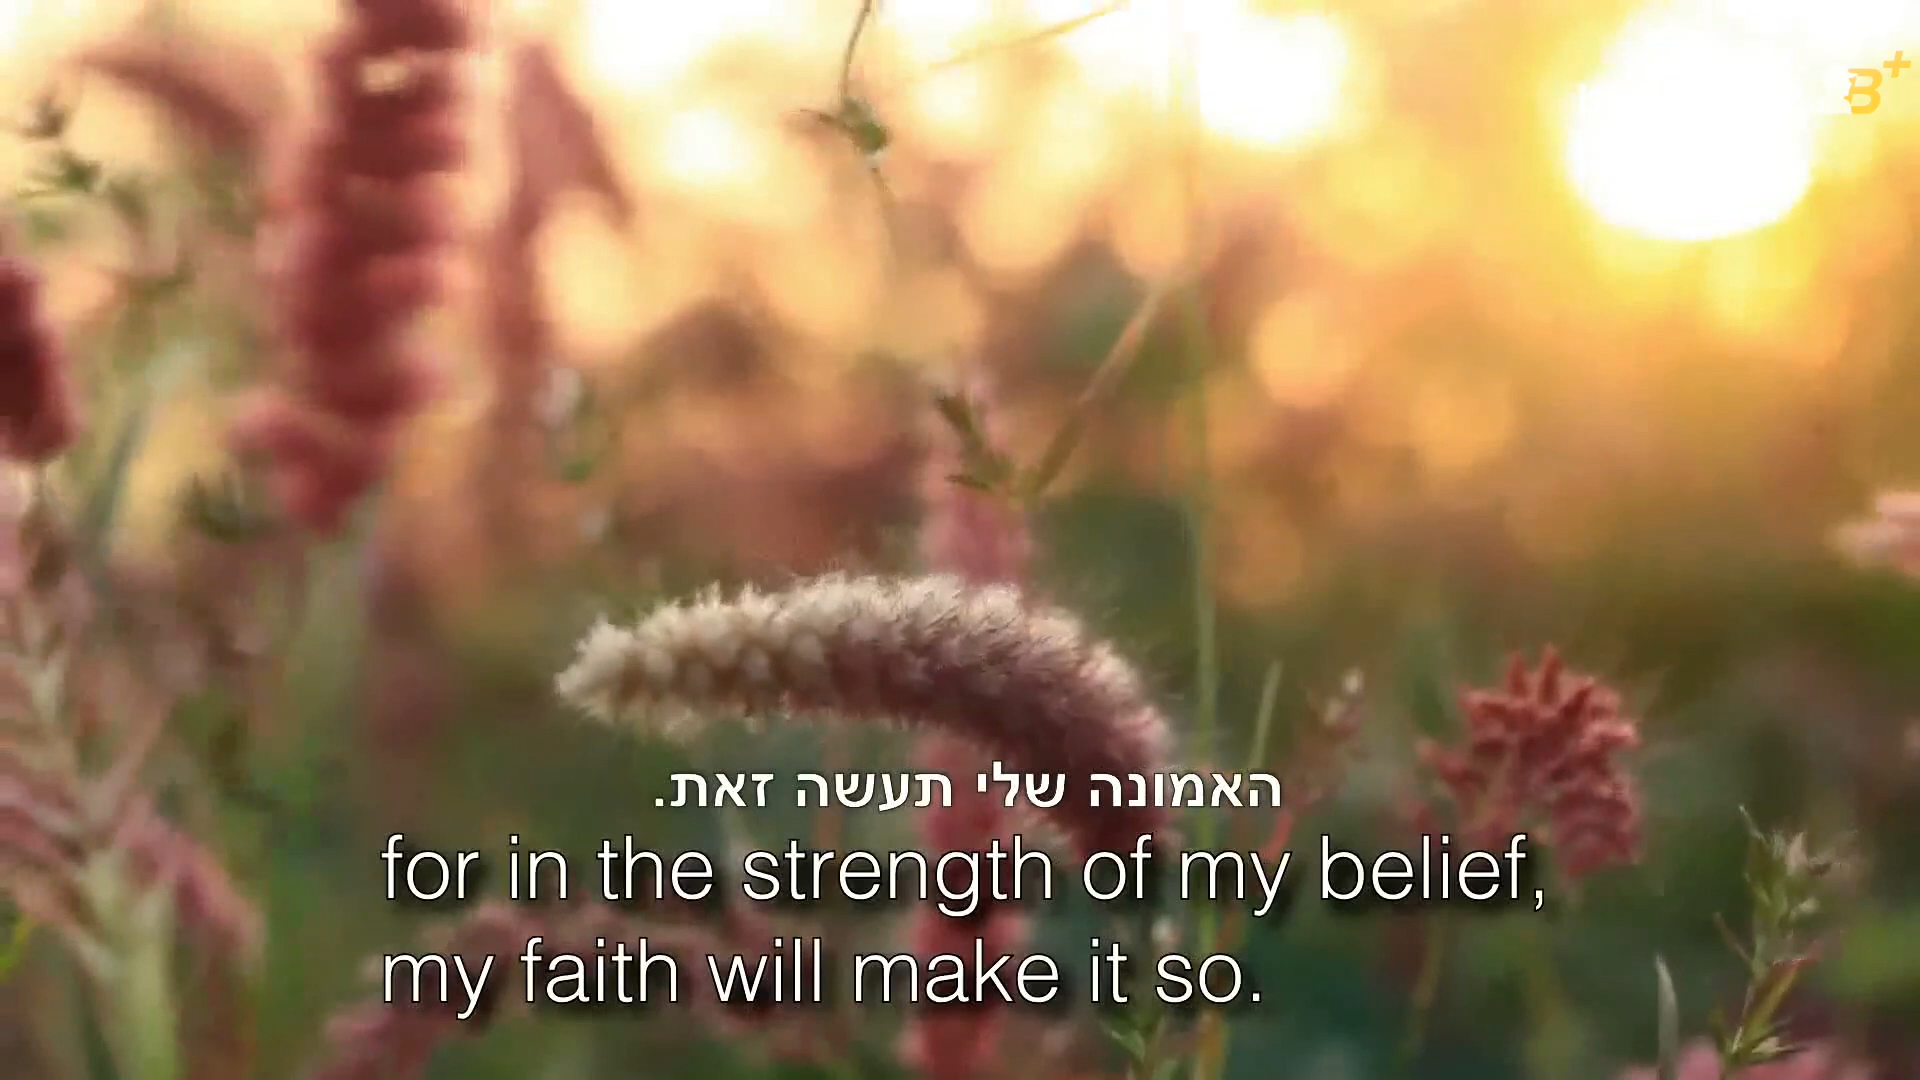 B+
האמונה שלי תעשה זאת.
for in the strength of my belief,
my faith will make it so.